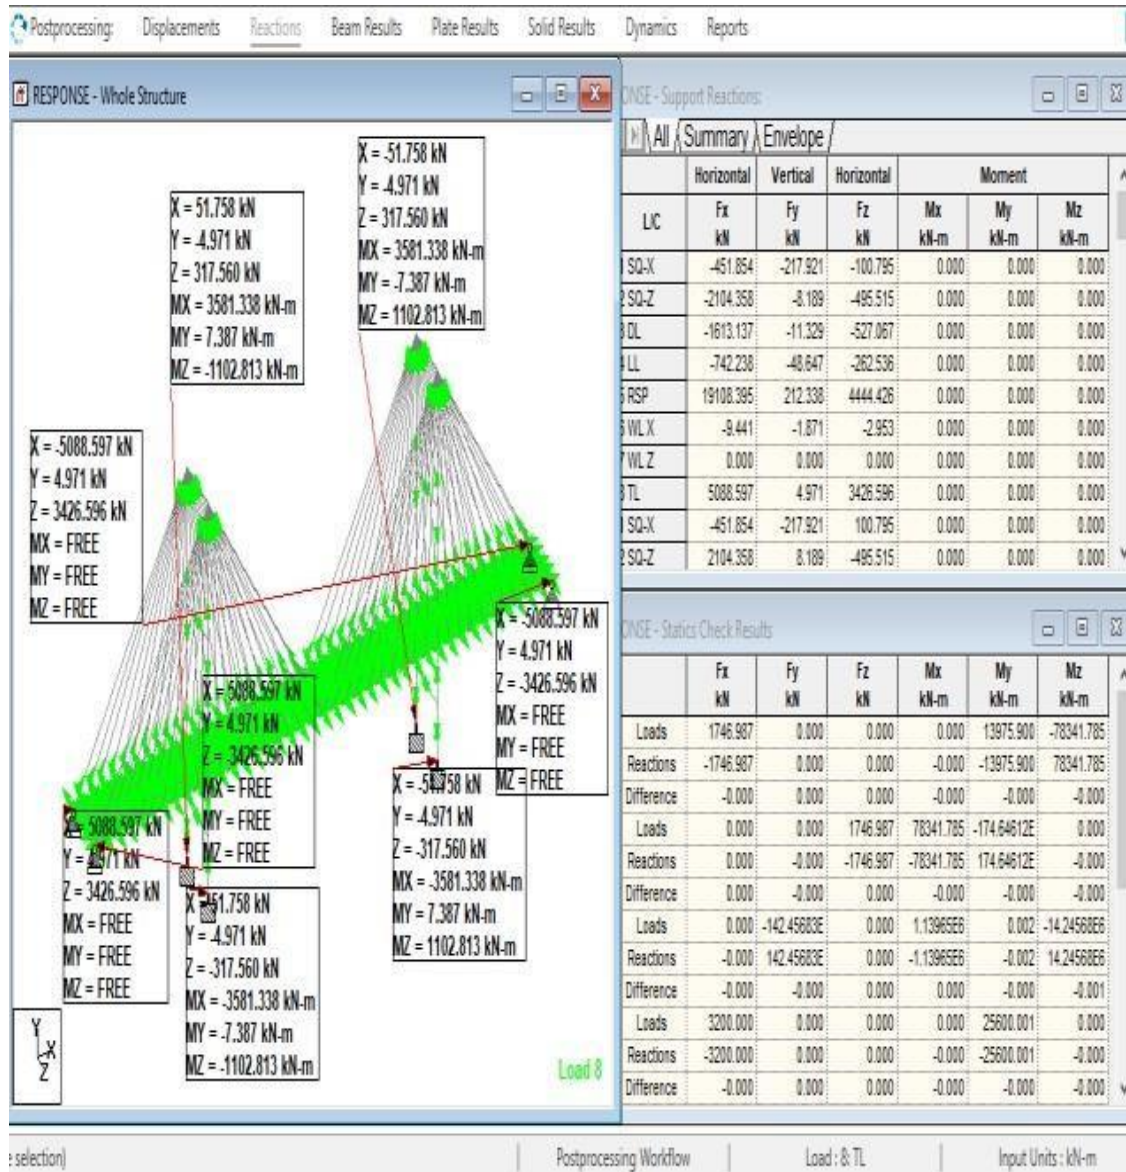 Postprocessing: Displacements Reactions Beam Results Plate Results Solid Results Dynamics Reports
RESPONSE - Whole Structure
X = -51.758 kN
Y = -4.971 kN
Z = 317.560 kN
MX = 3581.338 kN-m
MY = -7.387 kN-m
MZ = 1102.813 kN-m
X = 51.758 kN
Y = -4.971 kN
Z = 317.560 kN
MX = 3581.338 kN-m
MY = 7.387 kN-m
MZ = -1102.813 kN-m
X = -5088.597 kN
Y = 4.971 kN
Z = 3426.596 kN
MX = FREE
MY = FREE
MZ = FREE
X = -5088.597 kN
Y = 4.971 kN
Z = -3426.596 kN
MX = FREE
MY = FREE
MZ = FREE
X = 5088.597 kN
Y = 4.971 kN
Z = -3426.596 kN
MX = FREE
MY = FREE
MZ = FREE
X = 5088.597 kN
Y = 4.971 kN
Z = 3426.596 kN
MX = FREE
MY = FREE
MZ = FREE
51.758 kN
Y = -4.971 kN
Z = -317.560 kN
MX = -3581.338 kN-m
MY = -7.387 kN-m
MZ = -1102.813 kN-m
X = -51.758 kN
Y = -4.971 kN
Z = -317.560 kN
MX = -3581.338 kN-m
MY = 7.387 kN-m
MZ = 1102.813 kN-m
Y
X
Z
Load 8
ONSE - Support Reactions:
All Summary Envelope
Horizontal Vertical Horizontal Moment
L/C Fx Fy Fz Mx My Mz
kN kN kN kN-m kN-m kN-m
1 SQ-X -451.854 -217.921 -100.795 0.000 0.000 0.000
2 SQ-Z -2104.358 -8.189 -495.515 0.000 0.000 0.000
3 DL -1613.137 -11.329 -527.067 0.000 0.000 0.000
4 LL -742.238 -48.647 -262.536 0.000 0.000 0.000
5 RSP 19108.395 212.338 4444.426 0.000 0.000 0.000
6 WL X -9.441 -1.871 -2.953 0.000 0.000 0.000
7 WL Z 0.000 0.000 0.000 0.000 0.000 0.000
8 TL 5088.597 4.971 3426.596 0.000 0.000 0.000
1 SQ-X -451.854 -217.921 100.795 0.000 0.000 0.000
2 SQ-Z 2104.358 8.189 -495.515 0.000 0.000 0.000
ONSE - Statics Check Results
Fx Fy Fz Mx My Mz
kN kN kN kN-m kN-m kN-m
Loads 1746.987 0.000 0.000 0.000 13975.900 -78341.785
Reactions -1746.987 -0.000 0.000 -0.000 -13975.900 78341.785
Difference -0.000 -0.000 0.000 -0.000 -0.000 -0.000
Loads 0.000 0.000 1746.987 78341.785 -174.64612E 0.000
Reactions 0.000 -0.000 -1746.987 -78341.785 174.64612E -0.000
Difference 0.000 -0.000 -0.000 -0.000 -0.000 -0.000
Loads 0.000 -142.45683E 0.000 1.13965E6 0.002 -14.24568E6
Reactions -0.000 142.45683E 0.000 -1.13965E6 -0.002 14.24568E6
Difference -0.000 -0.000 0.000 -0.000 -0.000 -0.001
Loads 3200.000 0.000 0.000 0.000 25600.001 0.000
Reactions -3200.000 0.000 0.000 -0.000 -25600.001 -0.000
Difference -0.000 0.000 0.000 -0.000 -0.000 -0.000
e selection) Postprocessing Workflow Load : 8: TL Input Units : kN-m